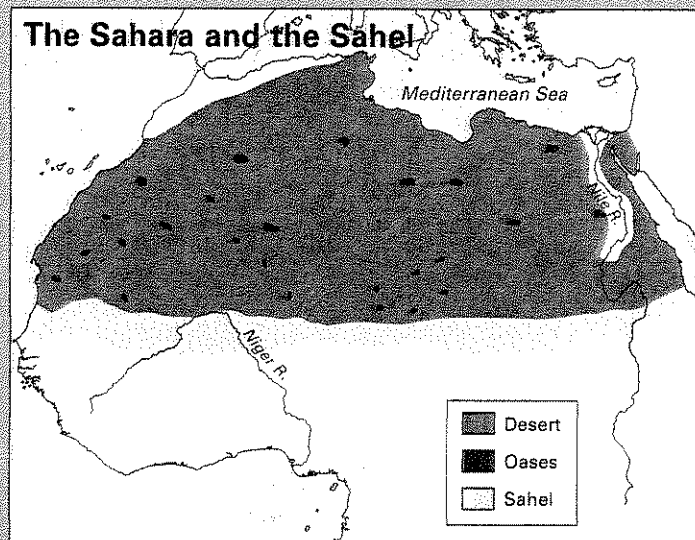 The Sahara and the Sahel
Mediterranean Sea
Nile R.
Niger R.
Desert
Oases
Sahel